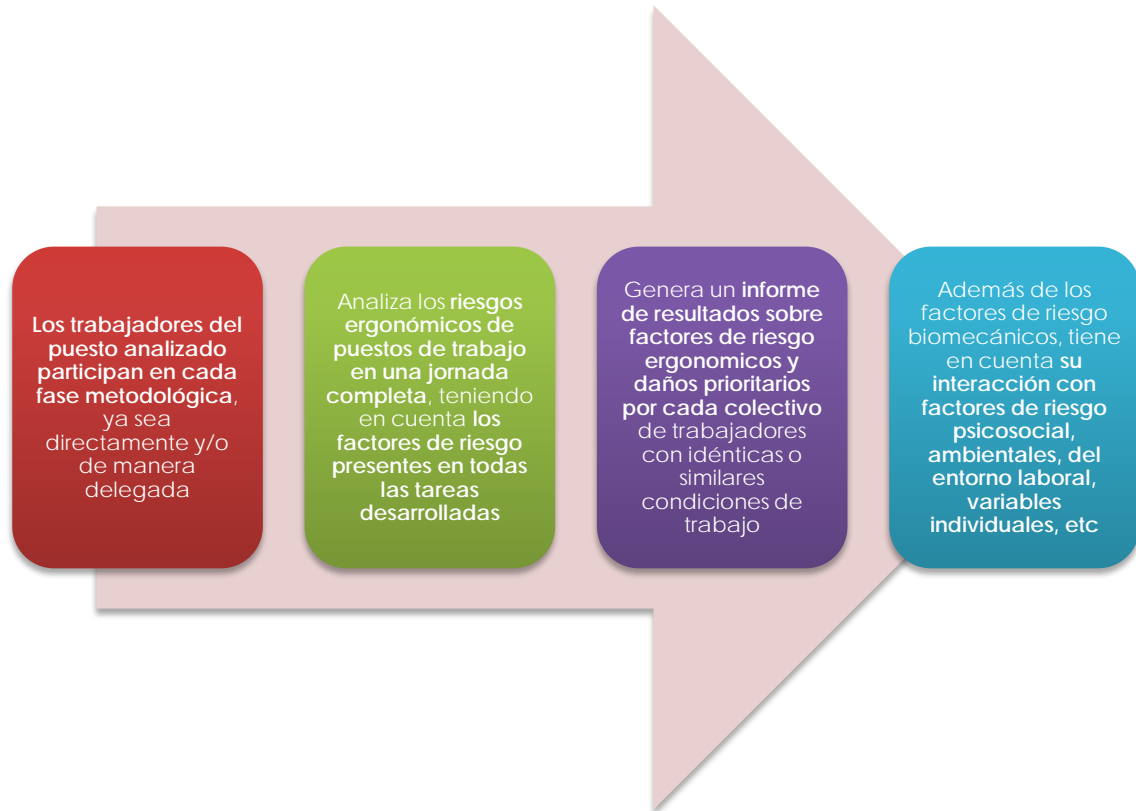 Los trabajadores del
puesto analizado
participan en cada
fase metodológica,
ya sea
directamente y/o
de manera
delegada
Analiza los riesgos
ergonómicos de
puestos de trabajo
en una jornada
completa, teniendo
en cuenta los
factores de riesgo
presentes en todas
las tareas
desarrolladas
Genera un informe
de resultados sobre
factores de riesgo
ergonomicos y
daños prioritarios
por cada colectivo
de trabajadores
con idénticas o
similares
condiciones de
trabajo
Además de los
factores de riesgo
biomecánicos, tiene
en cuenta su
interacción con
factores de riesgo
psicosocial,
ambientales, del
entorno laboral,
variables
individuales, etc